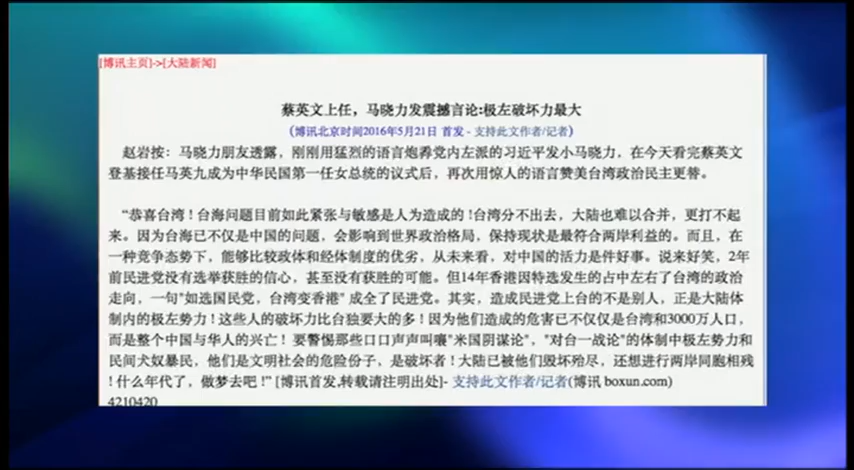 [博讯主页]->[大陆新闻]
蔡英文上任，马晓力发震撼言论:极左破坏力最大
(博讯北京时间2016年5月21日 首发 - 支持此文作者/记者)
赵岩按：马晓力朋友透露，刚刚用猛烈的语言炮轰党内左派的习近平发小马晓力，在今天看完蔡英文
登基接任马英九成为中华民国第一任女总统的议式后，再次用惊人的语言赞美台湾政治民主更替。
“恭喜台湾！台海问题目前如此紧张与敏感是人为造成的！台湾分不出去，大陆也难以合并，更打不起
来。因为台海已不仅是中国的问题，会影响到世界政治格局，保持现状是最符合两岸利益的。而且，在
一种竞争态势下，能够比较政体和经体制度的优劣，从未来看，对中国的活力是件好事。说来好笑，2年
前民进党没有选举获胜的信心，甚至没有获胜的可能。但14年香港因特选发生的占中左右了台湾的政治
走向，一句"如选国民党，台湾变香港" 成全了民进党。其实，造成民进党上台的不是别人，正是大陆体
制内的极左势力！这些人的破坏力比台独要大的多！因为他们造成的危害已不仅仅是台湾和3000万人口，
而是整个中国与华人的兴亡！要警惕那些口口声声叫嚷"米国阴谋论"，"对台一战论"的体制中极左势力和
民间犬奴暴民，他们是文明社会的危险份子，是破坏者！大陆已被他们毁坏殆尽，还想进行两岸同胞相残
！什么年代了，做梦去吧！” [博讯首发,转载请注明出处]- 支持此文作者/记者(博讯 boxun.com)
4210420